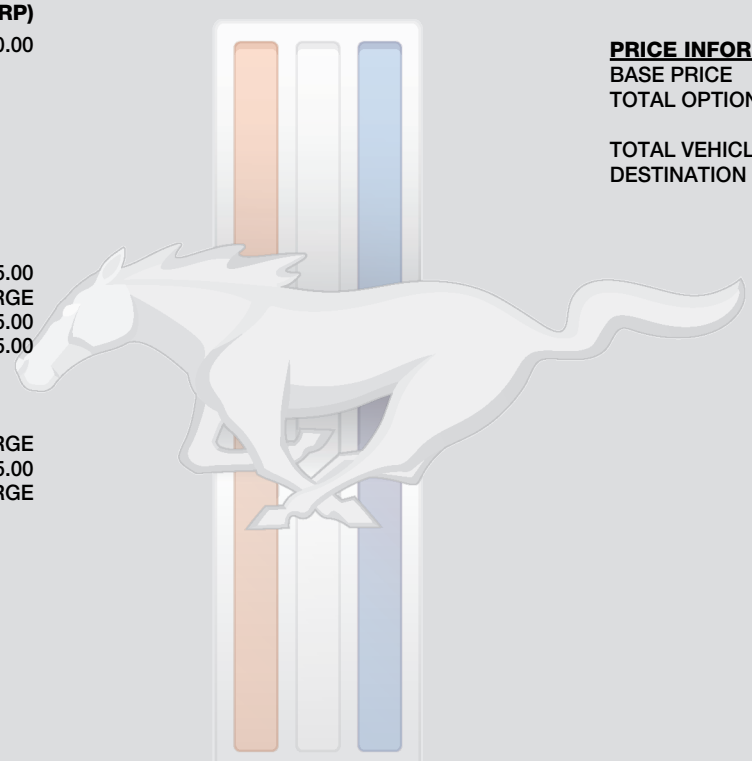 RP)
0.00
5.00
RGE
5.00
5.00
RGE
5.00
RGE
PRICE INFOR
BASE PRICE
TOTAL OPTION
TOTAL VEHICL
DESTINATION